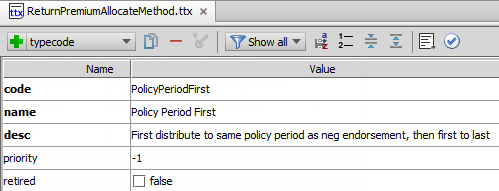 ReturnPremiumAllocateMethod.ttx
typecode
Show all
Name Value
code PolicyPeriodFirst
name Policy Period First
desc First distribute to same policy period as neg endorsement, then first to last
priority -1
retired false